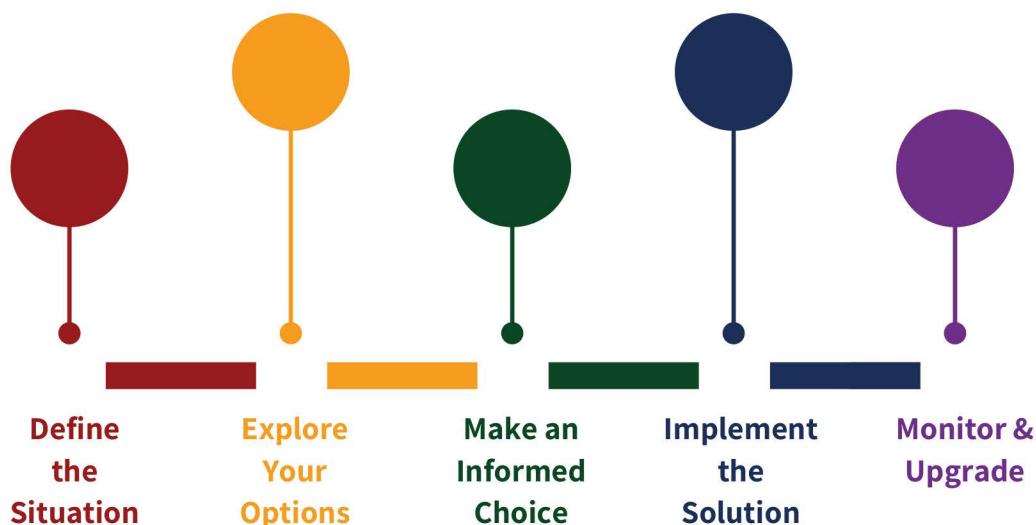 Define
the
Situation
Explore
Your
Options
Make an
Informed
Choice
Implement
the
Solution
Monitor &
Upgrade